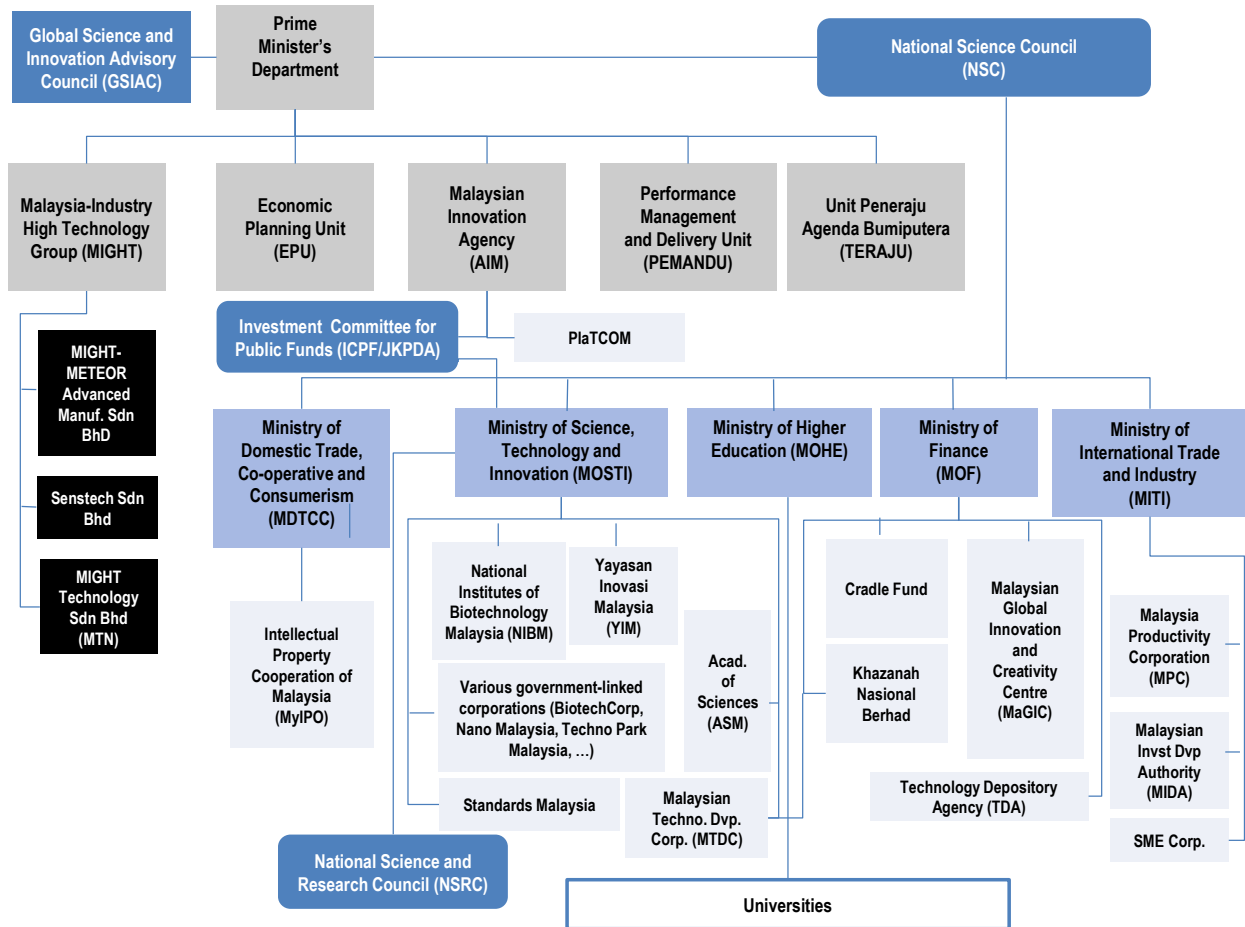 Global Science and
Innovation Advisory
Council (GSIAC)
Prime
Minister's
Department
National Science Council
(NSC)
Malaysia-Industry
High Technology
Group (MIGHT)
Economic
Planning Unit
(EPU)
Malaysian
Innovation
Agency
(AIM)
Performance
Management
and Delivery Unit
(PEMANDU)
Unit Peneraju
Agenda Bumiputera
(TERAJU)
Investment Committee for
Public Funds (ICPF/JKPDA)
PlaTCOM
MIGHT-
METEOR
Advanced
Manuf. Sdn
BhD
Senstech Sdn
Bhd
MIGHT
Technology
Sdn Bhd
(MTN)
Ministry of
Domestic Trade,
Co-operative and
Consumerism
(MDTCC)
Ministry of Science,
Technology and
Innovation (MOSTI)
Ministry of Higher
Education (MOHE)
Ministry of
Finance
(MOF)
Ministry of
International Trade
and Industry
(MITI)
Intellectual
Property
Cooperation of
Malaysia
(MyIPO)
National
Institutes of
Biotechnology
Malaysia (NIBM)
Yayasan
Inovasi
Malaysia
(YIM)
Acad.
of
Sciences
(ASM)
Various government-linked
corporations (BiotechCorp,
Nano Malaysia, Techno Park
Malaysia, …)
Standards Malaysia
Malaysian
Techno. Dvp.
Corp. (MTDC)
Cradle Fund
Khazanah
Nasional
Berhad
Malaysian
Global
Innovation
and
Creativity
Centre
(MaGIC)
Technology Depository
Agency (TDA)
Malaysia
Productivity
Corporation
(MPC)
Malaysian
Invst Dvp
Authority
(MIDA)
SME Corp.
National Science and
Research Council (NSRC)
Universities